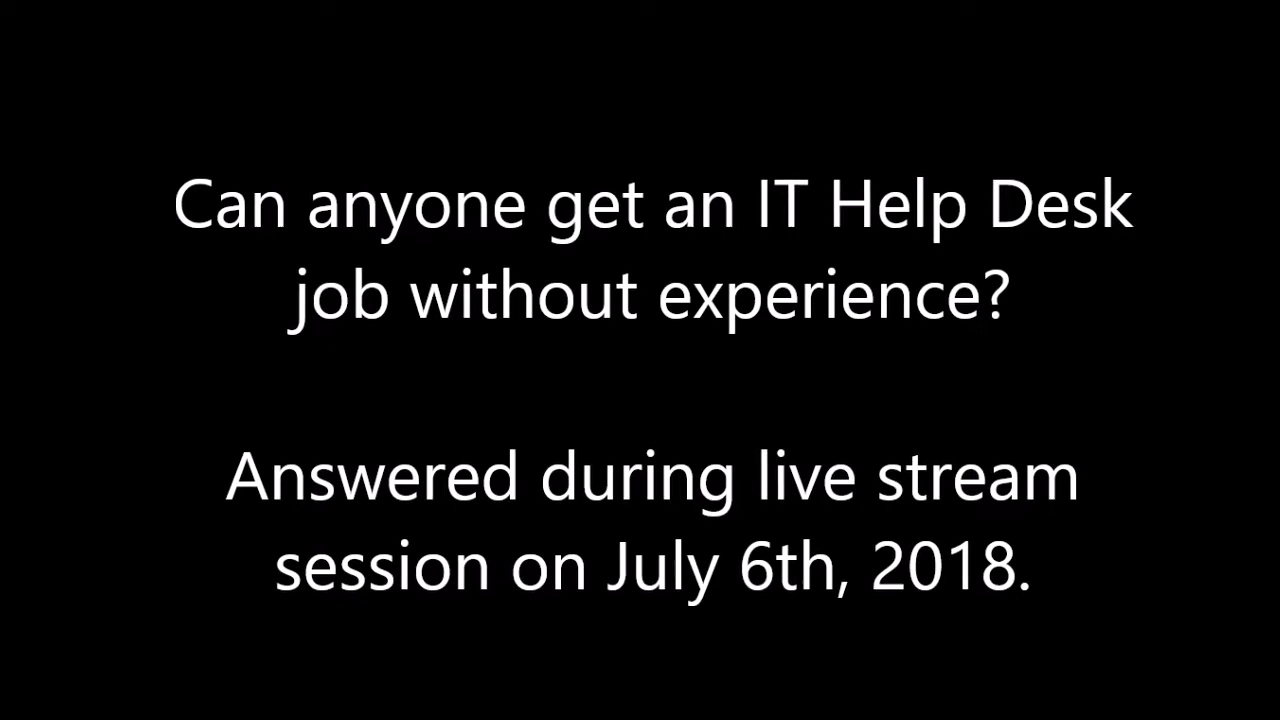 Can anyone get an IT Help Desk
job without experience?
Answered during live stream
session on July 6th, 2018.